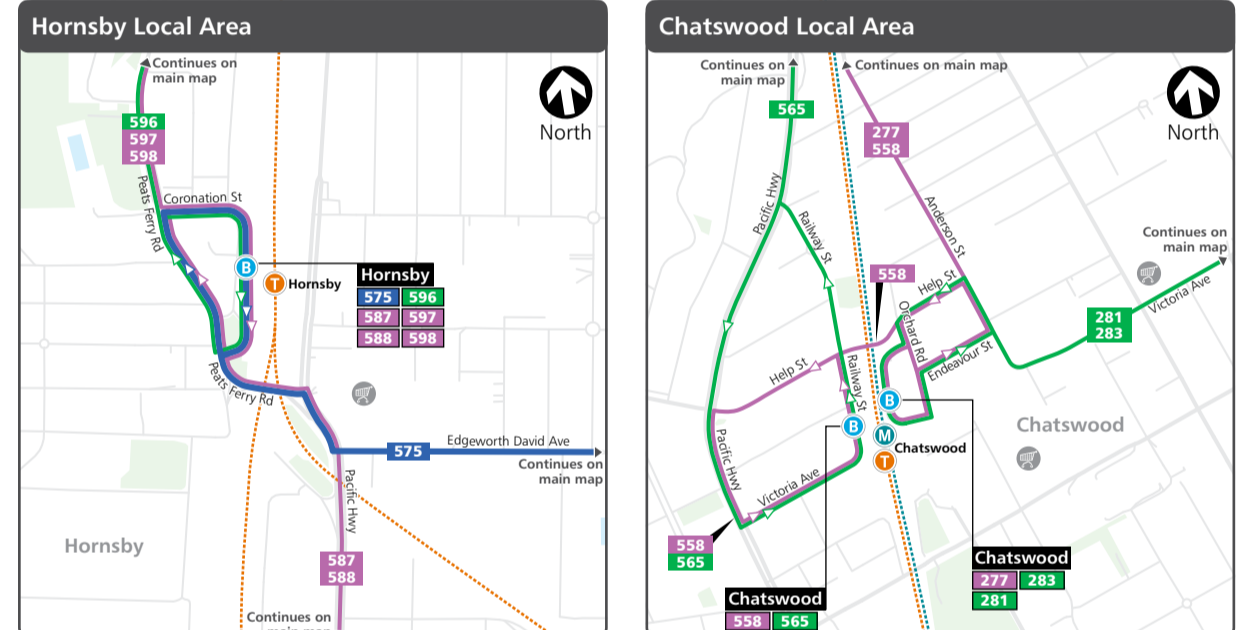 Hornsby Local Area
Continues on
main map
North
596
597
598
Peats Ferry Rd
Coronation St
B
T
Hornsby
Hornsby
575 596
587 597
588 598
Peats Ferry Rd
Edgeworth David Ave
575
Continues on
main map
Pacific Hwy
Hornsby
587
588
Continues on
main map
Chatswood Local Area
Continues on
main map
Continues on main map
North
565
277
558
Pacific Hwy
Railway St
Anderson St
Continues on
main map
558
Help St
Victoria Ave
281
283
Orchard Rd
Endeavour St
Help St
Railway St
B
B
M
T
Chatswood
Chatswood
Pacific Hwy
Victoria Ave
558
565
Chatswood
277 283
281
Chatswood
558 565